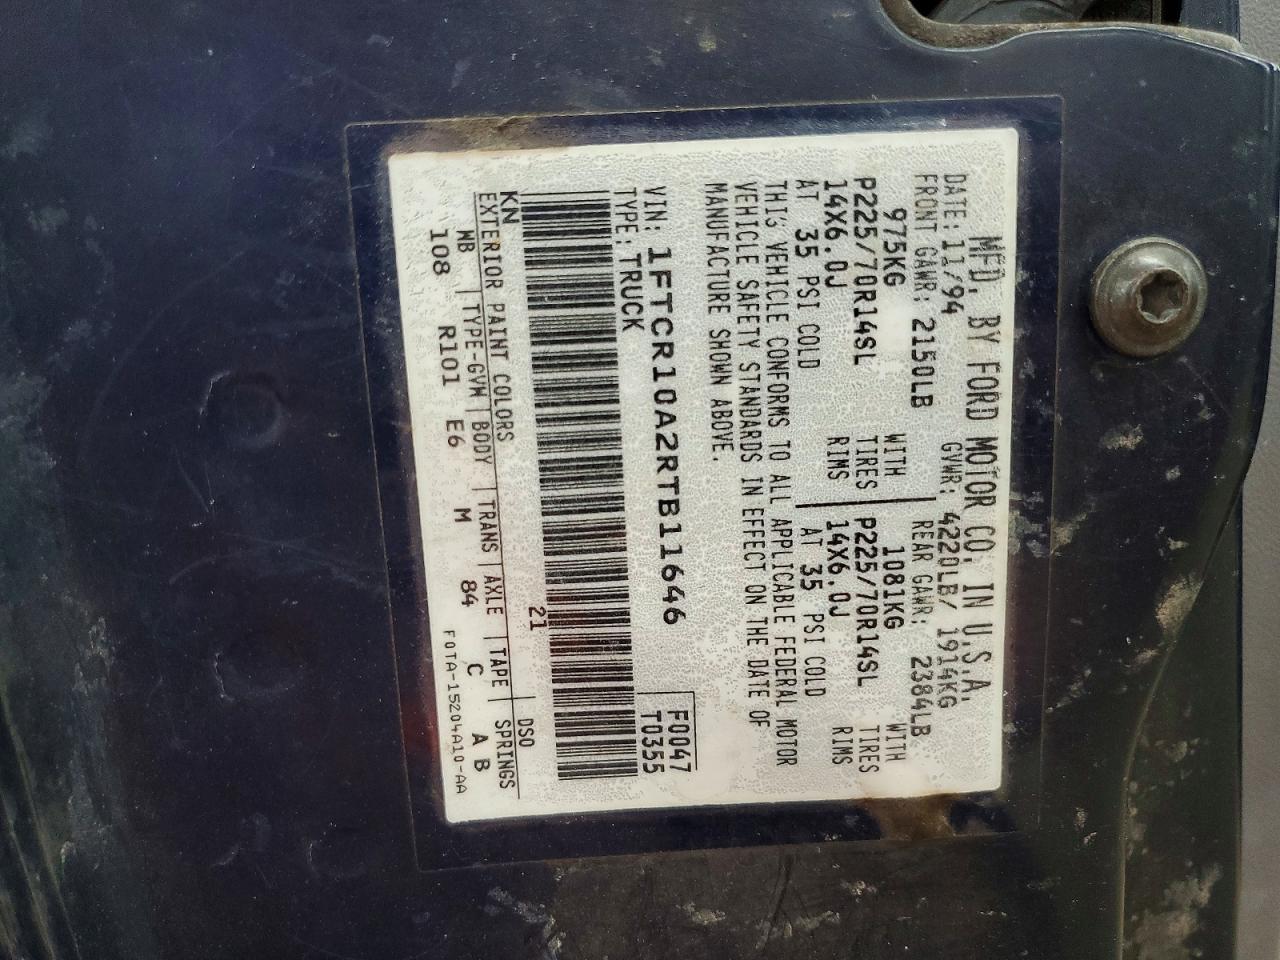 MFD. BY FORD MOTOR CO. IN U.S.A.
DATE: 11/94 GVWR: 4220LB/ 1914KG
FRONT GAWR: 2150LB REAR GAWR: 2384LB
975KG WITH 1081KG WITH
P225/70R14SL TIRES P225/70R14SL TIRES
14X6.0J RIMS 14X6.0J RIMS
AT 35 PSI COLD AT 35 PSI COLD
THIS VEHICLE CONFORMS TO ALL APPLICABLE FEDERAL MOTOR
VEHICLE SAFETY STANDARDS IN EFFECT ON THE DATE OF
MANUFACTURE SHOWN ABOVE.
VIN: 1FTCR10A2RTB11646 F0047
TYPE: TRUCK T0355
21
KN DSO
EXTERIOR PAINT COLORS
WB TYPE-GVW BODY TRANS AXLE TAPE SPRINGS
108 R101 E6 M 84 C A B
F0TA-15204A10-AA